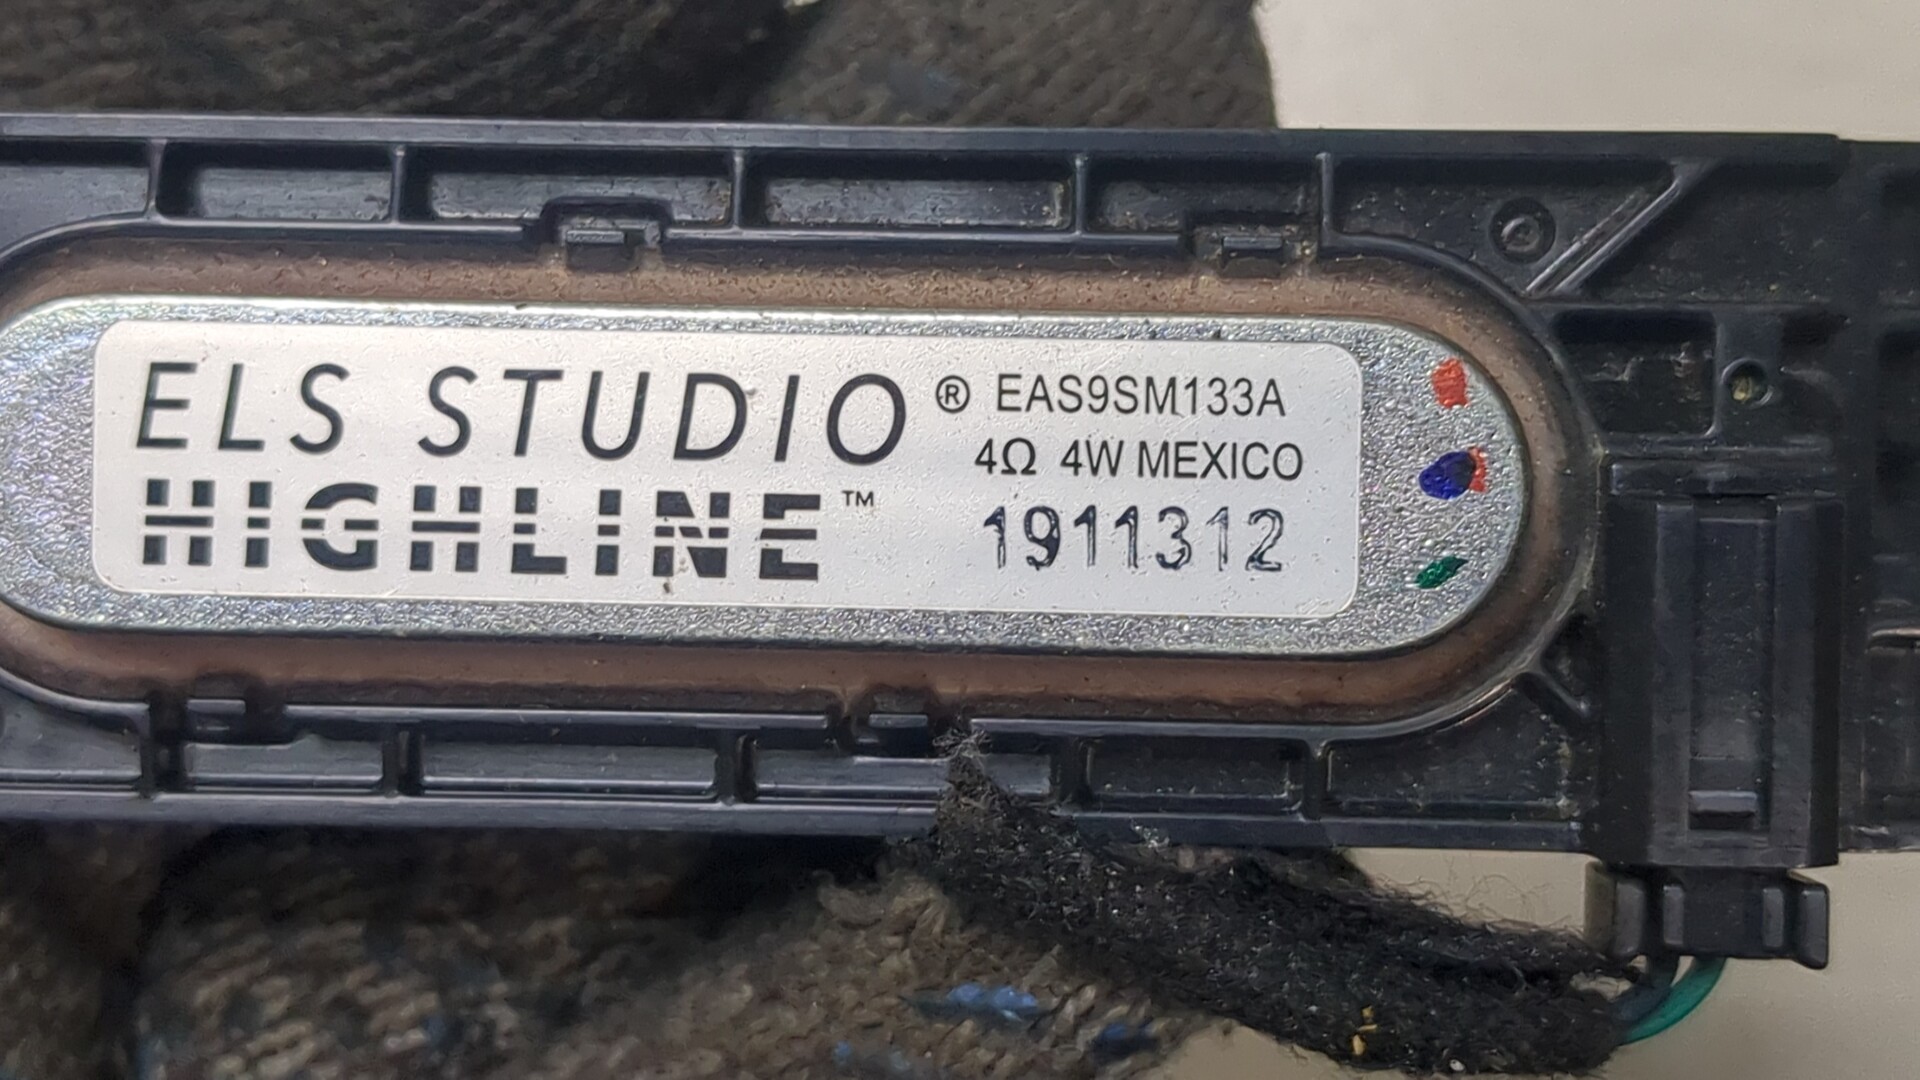 ELS STUDIO®
HIGHLINE™
EAS9SM133A
4Ω 4W MEXICO
1911312